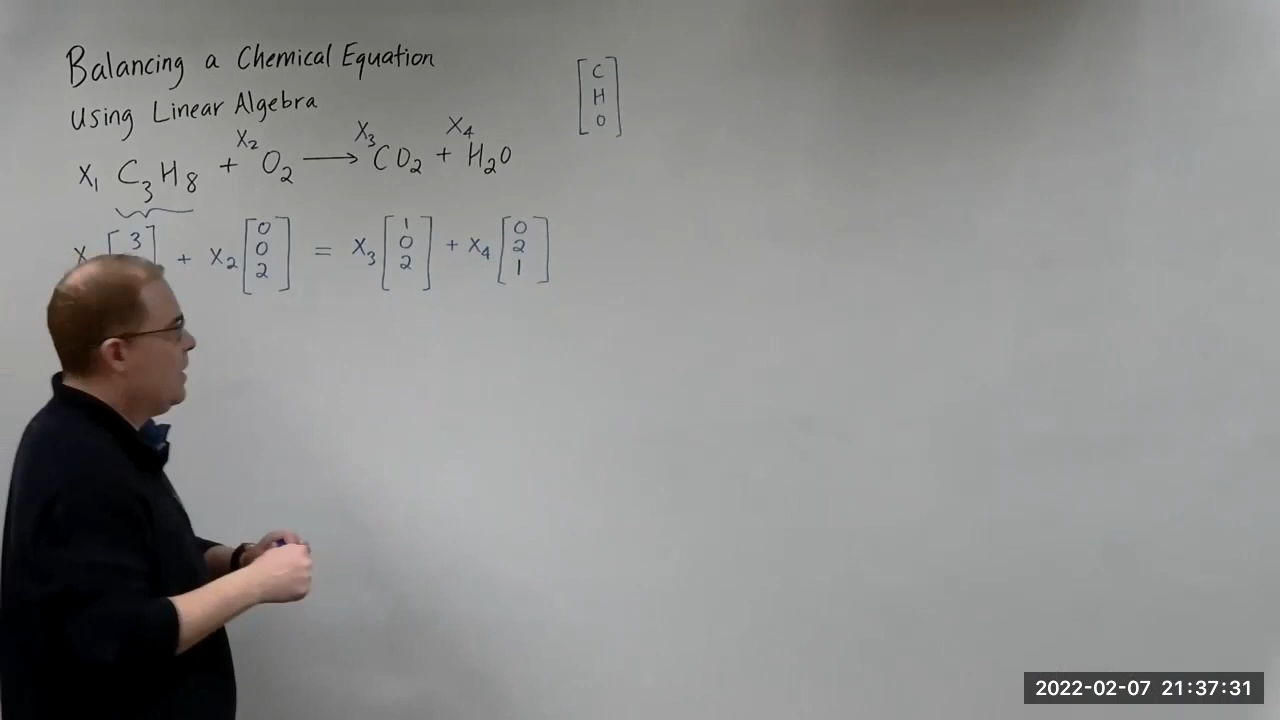 Balancing a Chemical Equation
Using Linear Algebra
[C H O]
x₁ C₃H₈ + x₂ O₂ ⟶ x₃ CO₂ + x₄ H₂O
x [3 + x₂ [0 0 2] = x₃ [1 0 2] + x₄ [0 2 1]
2022-02-07 21:37:31